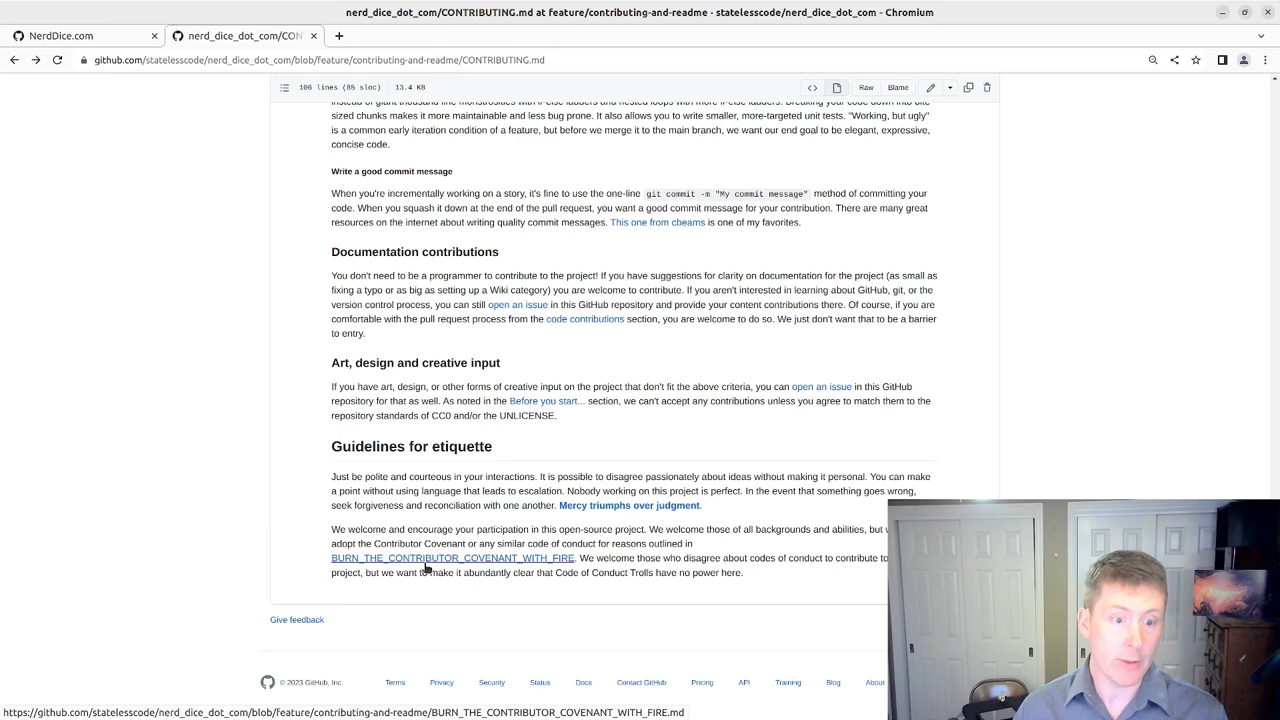 nerd_dice_dot_com/CONTRIBUTING.md at feature/contributing-and-readme · statelesscode/nerd_dice_dot_com - Chromium
NerdDice.com
nerd_dice_dot_com/CON
github.com/statelesscode/nerd_dice_dot_com/blob/feature/contributing-and-readme/CONTRIBUTING.md
106 lines (85 sloc) 13.4 KB
Raw Blame
instead of giant thousand line monstrosities with if-else ladders and nested loops with more if-else ladders. Breaking your code down into bite
sized chunks makes it more maintainable and less bug prone. It also allows you to write smaller, more-targeted unit tests. "Working, but ugly"
is a common early iteration condition of a feature, but before we merge it to the main branch, we want our end goal to be elegant, expressive,
concise code.
Write a good commit message
When you're incrementally working on a story, it's fine to use the one-line git commit -m "My commit message" method of committing your
code. When you squash it down at the end of the pull request, you want a good commit message for your contribution. There are many great
resources on the internet about writing quality commit messages. This one from cbeams is one of my favorites.
Documentation contributions
You don't need to be a programmer to contribute to the project! If you have suggestions for clarity on documentation for the project (as small as
fixing a typo or as big as setting up a Wiki category) you are welcome to contribute. If you aren't interested in learning about GitHub, git, or the
version control process, you can still open an issue in this GitHub repository and provide your content contributions there. Of course, if you are
comfortable with the pull request process from the code contributions section, you are welcome to do so. We just don't want that to be a barrier
to entry.
Art, design and creative input
If you have art, design, or other forms of creative input on the project that don't fit the above criteria, you can open an issue in this GitHub
repository for that as well. As noted in the Before you start... section, we can't accept any contributions unless you agree to match them to the
repository standards of CC0 and/or the UNLICENSE.
Guidelines for etiquette
Just be polite and courteous in your interactions. It is possible to disagree passionately about ideas without making it personal. You can make
a point without using language that leads to escalation. Nobody working on this project is perfect. In the event that something goes wrong,
seek forgiveness and reconciliation with one another. Mercy triumphs over judgment.
We welcome and encourage your participation in this open-source project. We welcome those of all backgrounds and abilities, but
adopt the Contributor Covenant or any similar code of conduct for reasons outlined in
BURN_THE_CONTRIBUTOR_COVENANT_WITH_FIRE. We welcome those who disagree about codes of conduct to contribute to
project, but we want to make it abundantly clear that Code of Conduct Trolls have no power here.
Give feedback
© 2023 GitHub, Inc. Terms Privacy Security Status Docs Contact GitHub Pricing API Training Blog About
https://github.com/statelesscode/nerd_dice_dot_com/blob/feature/contributing-and-readme/BURN_THE_CONTRIBUTOR_COVENANT_WITH_FIRE.md